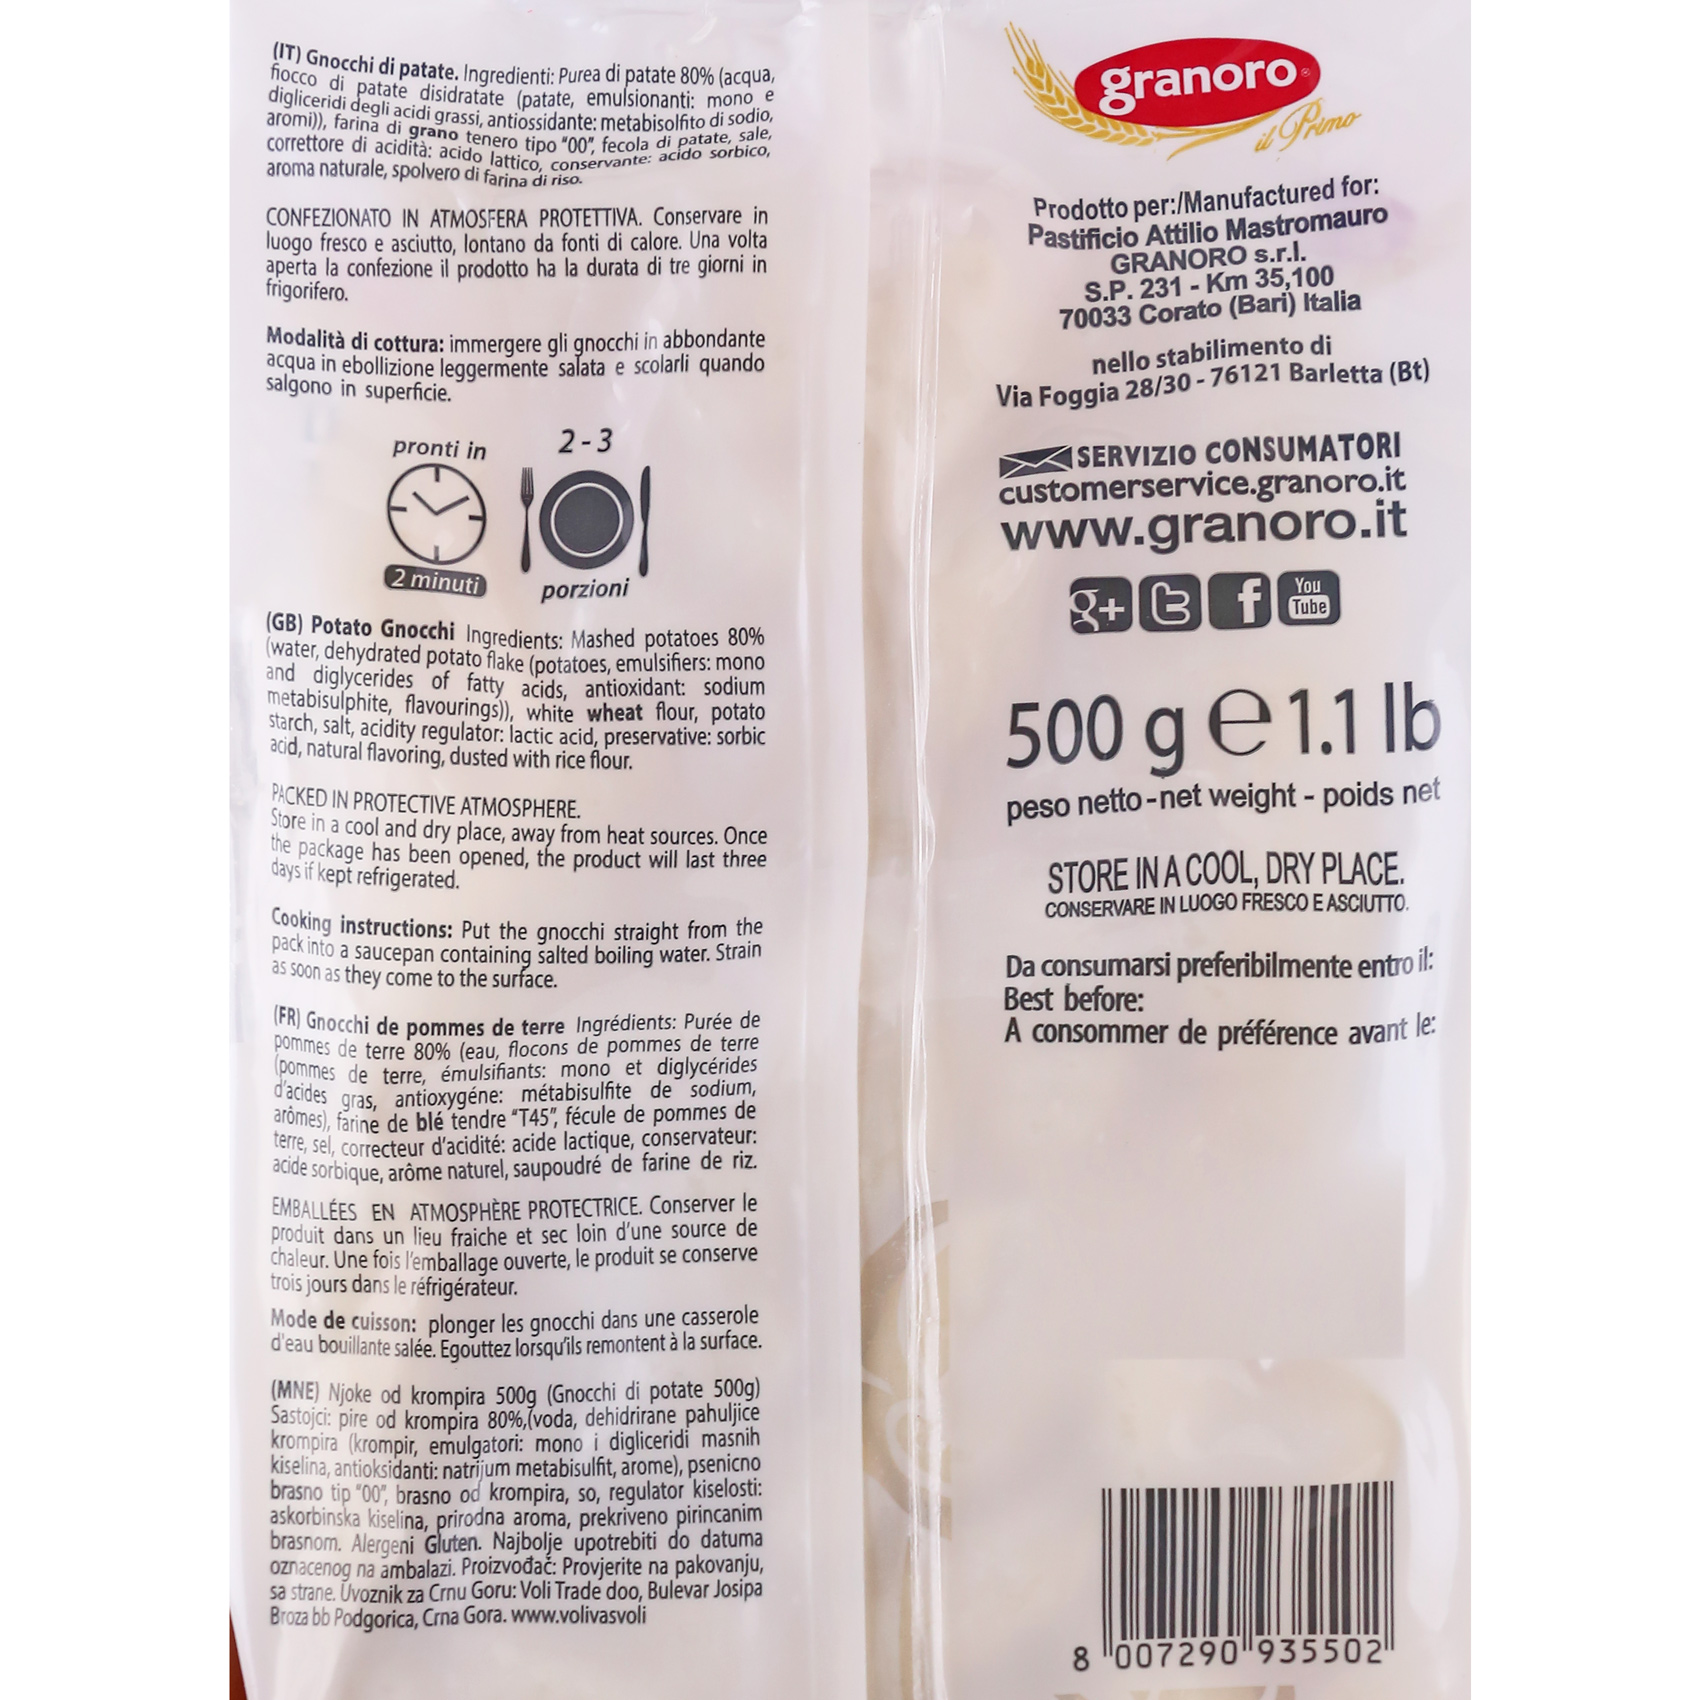 (IT) Gnocchi di patate. Ingredienti: Purea di patate 80% (acqua,
fiocco di patate disidratate (patate, emulsionanti: mono e
digliceridi degli acidi grassi, antiossidante: metabisolfito di sodio,
aromi)), farina di grano tenero tipo "00", fecola di patate, sale,
correttore di acidità: acido lattico, conservante: acido sorbico,
aroma naturale, spolvero di farina di riso.
CONFEZIONATO IN ATMOSFERA PROTETTIVA. Conservare in
luogo fresco e asciutto, lontano da fonti di calore. Una volta
aperta la confezione il prodotto ha la durata di tre giorni in
frigorifero.
Modalità di cottura: immergere gli gnocchi in abbondante
acqua in ebollizione leggermente salata e scolarli quando
salgono in superficie.
pronti in
2 minuti
2 - 3
porzioni
(GB) Potato Gnocchi Ingredients: Mashed potatoes 80%
(water, dehydrated potato flake (potatoes, emulsifiers: mono
and diglycerides of fatty acids, antioxidant: sodium
metabisulphite, flavourings)), white wheat flour, potato
starch, salt, acidity regulator: lactic acid, preservative: sorbic
acid, natural flavoring, dusted with rice flour.
PACKED IN PROTECTIVE ATMOSPHERE.
Store in a cool and dry place, away from heat sources. Once
the package has been opened, the product will last three
days if kept refrigerated.
Cooking instructions: Put the gnocchi straight from the
pack into a saucepan containing salted boiling water. Strain
as soon as they come to the surface.
(FR) Gnocchi de pommes de terre Ingrédients: Purée de
pommes de terre 80% (eau, flocons de pommes de terre
(pommes de terre, émulsifiants: mono et diglycérides
d'acides gras, antioxygéne: métabisulfite de sodium,
arômes), farine de blé tendre "T45", fécule de pommes de
terre, sel, correcteur d'acidité: acide lactique, conservateur:
acide sorbique, arôme naturel, saupoudré de farine de riz.
EMBALLÉES EN ATMOSPHÈRE PROTECTRICE. Conserver le
produit dans un lieu fraiche et sec loin d'une source de
chaleur. Une fois l'emballage ouverte, le produit se conserve
trois jours dans le réfrigérateur.
Mode de cuisson: plonger les gnocchi dans une casserole
d'eau bouillante salée. Egouttez lorsqu'ils remontent à la surface.
(MNE) Njoke od krompira 500g (Gnocchi di potate 500g)
Sastojci: pire od krompira 80%,(voda, dehidrirane pahuljice
krompira (krompir, emulgatori: mono i digliceridi masnih
kiselina, antioksidanti: natrijum metabisulfit, arome), psenicno
brasno tip "00", brasno od krompira, so, regulator kiselosti:
askorbinska kiselina, prirodna aroma, prekriveno pirincanim
brasnom. Alergeni Gluten. Najbolje upotrebiti do datuma
oznacenog na ambalazi. Proizvođač: Provjerite na pakovanju,
sa strane. Uvoznik za Crnu Goru: Voli Trade doo, Bulevar Josipa
Broza bb Podgorica, Crna Gora. www.volivasvoli
granoro®
il Primo
Prodotto per:/Manufactured for:
Pastificio Attilio Mastromauro
GRANORO s.r.l.
S.P. 231 - Km 35,100
70033 Corato (Bari) Italia
nello stabilimento di
Via Foggia 28/30 - 76121 Barletta (Bt)
SERVIZIO CONSUMATORI
customerservice.granoro.it
www.granoro.it
g+ t f You Tube
500 g e 1.1 lb
peso netto - net weight - poids net
STORE IN A COOL, DRY PLACE.
CONSERVARE IN LUOGO FRESCO E ASCIUTTO.
Da consumarsi preferibilmente entro il:
Best before:
A consommer de préférence avant le:
8 007290 935502